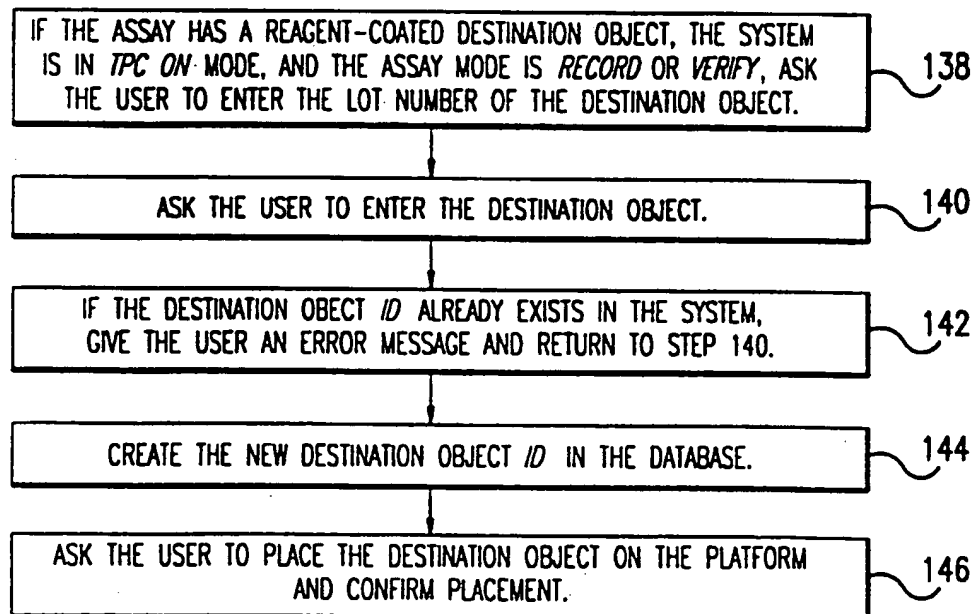 IF THE ASSAY HAS A REAGENT-COATED DESTINATION OBJECT, THE SYSTEM
IS IN TPC ON MODE, AND THE ASSAY MODE IS RECORD OR VERIFY, ASK
THE USER TO ENTER THE LOT NUMBER OF THE DESTINATION OBJECT.
138
ASK THE USER TO ENTER THE DESTINATION OBJECT.
140
IF THE DESTINATION OBECT ID ALREADY EXISTS IN THE SYSTEM,
GIVE THE USER AN ERROR MESSAGE AND RETURN TO STEP 140.
142
CREATE THE NEW DESTINATION OBJECT ID IN THE DATABASE.
144
ASK THE USER TO PLACE THE DESTINATION OBJECT ON THE PLATFORM
AND CONFIRM PLACEMENT.
146